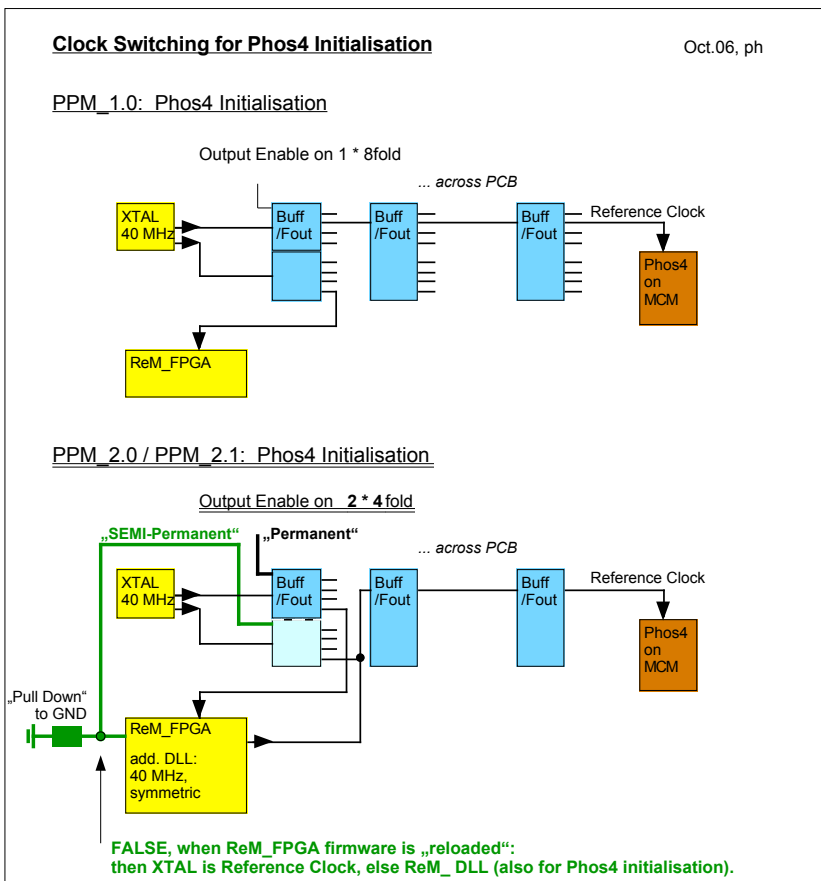 Clock Switching for Phos4 Initialisation
Oct.06, ph
PPM_1.0: Phos4 Initialisation
Output Enable on 1 * 8fold
... across PCB
XTAL
40 MHz
Buff
/Fout
Buff
/Fout
Buff
/Fout
Reference Clock
Phos4
on
MCM
ReM_FPGA
PPM_2.0 / PPM_2.1: Phos4 Initialisation
Output Enable on 2 * 4 fold
„SEMI-Permanent“
„Permanent“
... across PCB
XTAL
40 MHz
Buff
/Fout
Buff
/Fout
Buff
/Fout
Reference Clock
Phos4
on
MCM
„Pull Down“
to GND
ReM_FPGA
add. DLL:
40 MHz,
symmetric
FALSE, when ReM_FPGA firmware is „reloaded“:
then XTAL is Reference Clock, else ReM_ DLL (also for Phos4 initialisation).